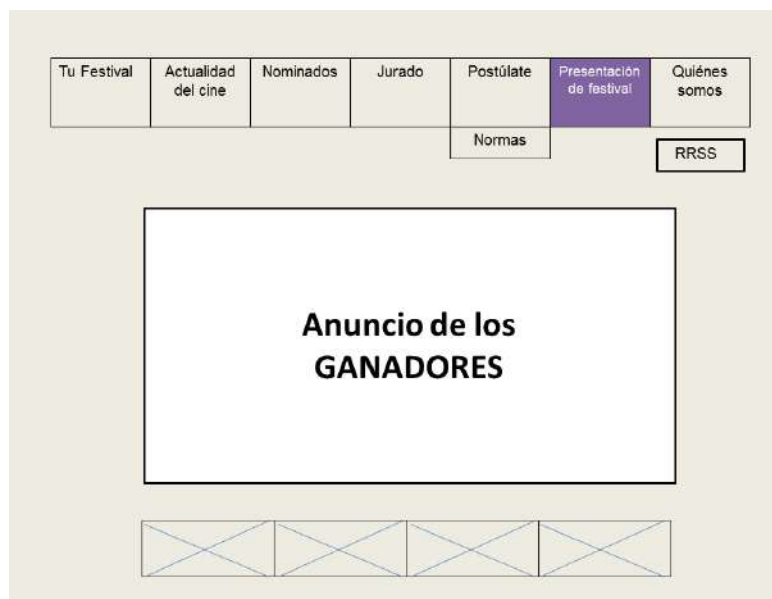 Tu Festival
Actualidad
del cine
Nominados
Jurado
Postúlate
Presentación
de festival
Quiénes
somos
Normas
RRSS
Anuncio de los
GANADORES